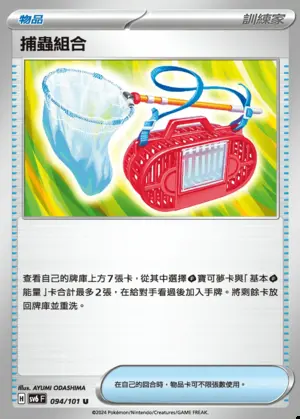 物品
訓練家
捕蟲組合
查看自己的牌庫上方7張卡,從其中選擇寶可夢卡與「基本
能量」卡合計最多2張,在給對手看過後加入手牌。將剩餘卡放
回牌庫並重洗。
illus. AYUMI ODASHIMA
H SV6 F 094/101 U
在自己的回合時,物品卡可不限張數使用。
©2024 Pokémon/Nintendo/Creatures/GAME FREAK.